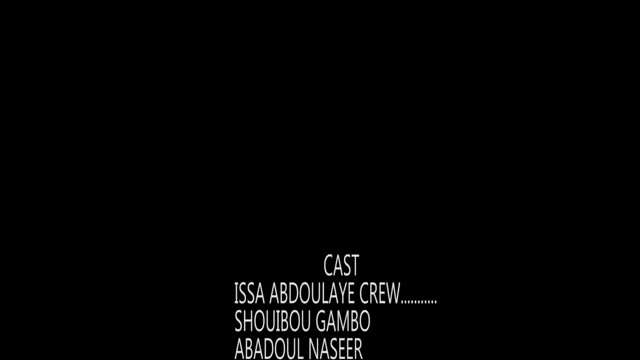 CAST
ISSA ABDOULAYE CREW...........
SHOUIBOU GAMBO
ABADOUL NASEER